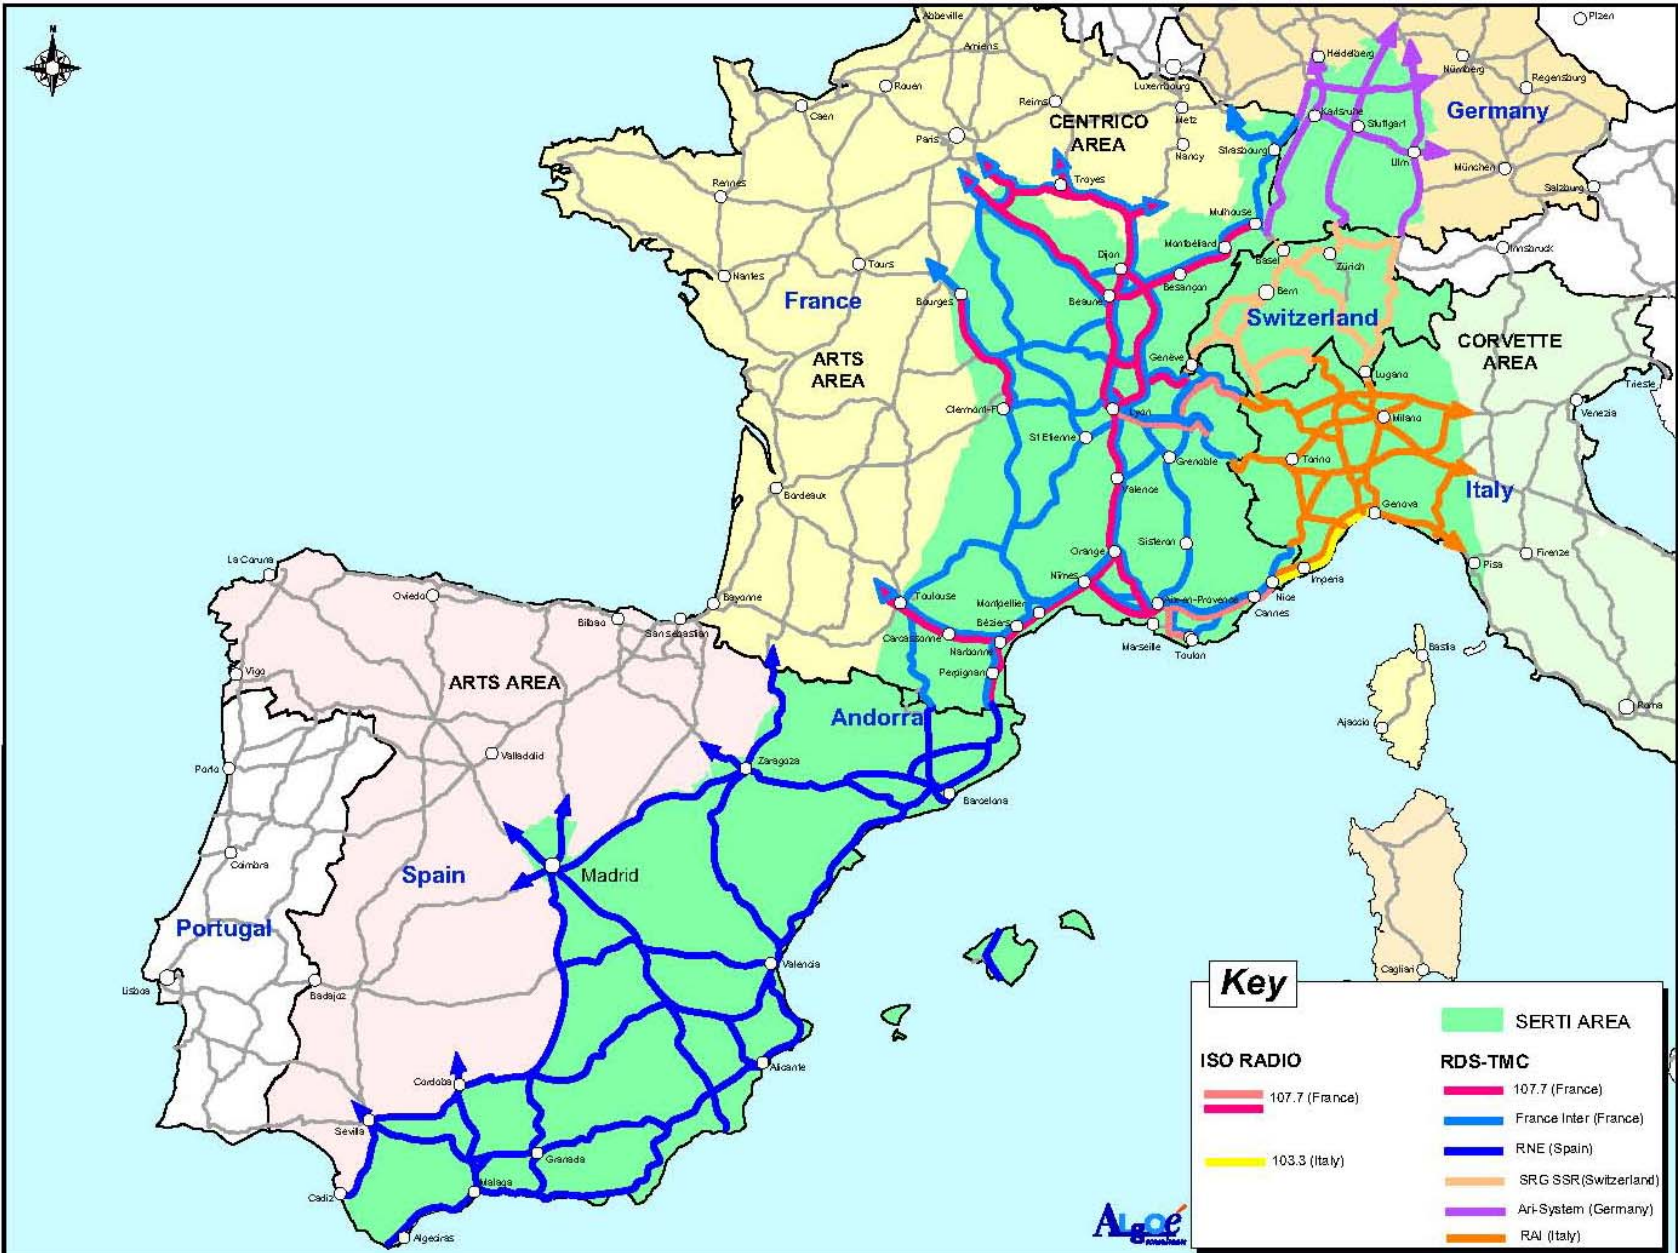 N
Abbeville
Amiens
Rouen
Caen
Reims
Paris
Luxembourg
Metz
Nancy
CENTRICO
AREA
Heidelberg
Nürnberg
Plzen
Regensburg
Germany
Karlsruhe
Stuttgart
Ulm
München
Salzburg
Strasbourg
Rennes
Troyes
Mulhouse
Montbéliard
Innsbruck
Nantes
Tours
Dijon
Besançon
Basel
Zürich
Bern
France
Bourges
Beaune
Switzerland
ARTS
AREA
CORVETTE
AREA
Genève
Lugano
Trieste
Venezia
Clermont-F
Lyon
Milano
St Etienne
Grenoble
Torino
Bordeaux
Valence
Italy
Genova
Sisteron
Orange
Firenze
Pisa
La Coruna
Oviedo
Bilbao
San sebastian
Bayonne
Nîmes
Imperia
Nice
Cannes
Aix-en-Provence
Toulouse
Montpellier
Béziers
Carcassonne
Narbonne
Marseille
Toulon
Perpignan
Bastia
Ajaccio
Roma
Vigo
ARTS AREA
Andorra
Porto
Valladolid
Zaragoza
Barcelona
Coimbra
Spain
Madrid
Portugal
Lisboa
Badajoz
Valencia
Cagliari
Alicante
Cordoba
Sevilla
Granada
Cadiz
Malaga
Algeciras
Key
SERTI AREA
ISO RADIO
RDS-TMC
107.7 (France)
107.7 (France)
France Inter (France)
RNE (Spain)
103.3 (Italy)
SRG SSR(Switzerland)
Ari-System (Germany)
RAI (Italy)
ALgoé